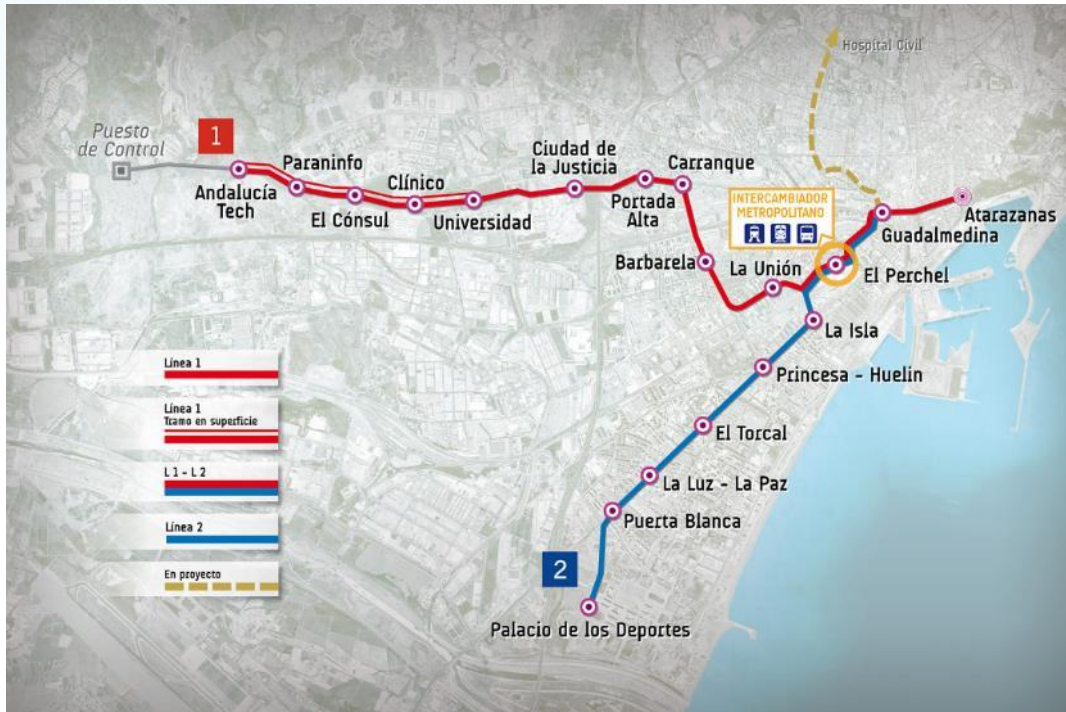 Hospital Civil
Puesto
de Control
1
Paraninfo
Andalucía
Tech
El Cónsul
Clínico
Universidad
Ciudad de
la Justicia
Portada
Alta
Carranque
INTERCAMBIADOR
METROPOLITANO
Atarazanas
Guadalmedina
Barbarela
La Unión
El Perchel
La Isla
Princesa - Huelin
El Torcal
La Luz - La Paz
Puerta Blanca
2
Palacio de los Deportes
Línea 1
Línea 1
Tramo en superficie
L 1 - L 2
Línea 2
En proyecto